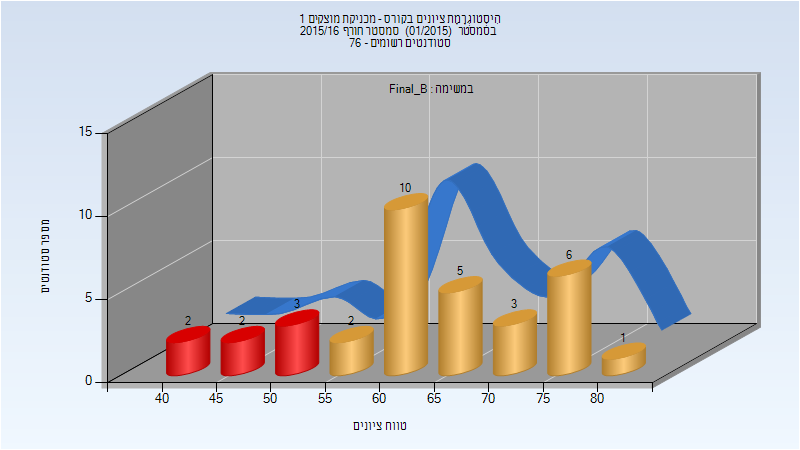 היסטוגרמת ציונים בקורס - מכניקת מוצקים 1
בסמסטר (01/2015) סמסטר חורף 2015/16
סטודנטים רשומים - 76
במשימה : Final_B
מספר סטודנטים
15
10
5
0
2
2
3
2
10
5
3
6
1
40 45 50 55 60 65 70 75 80
טווח ציונים